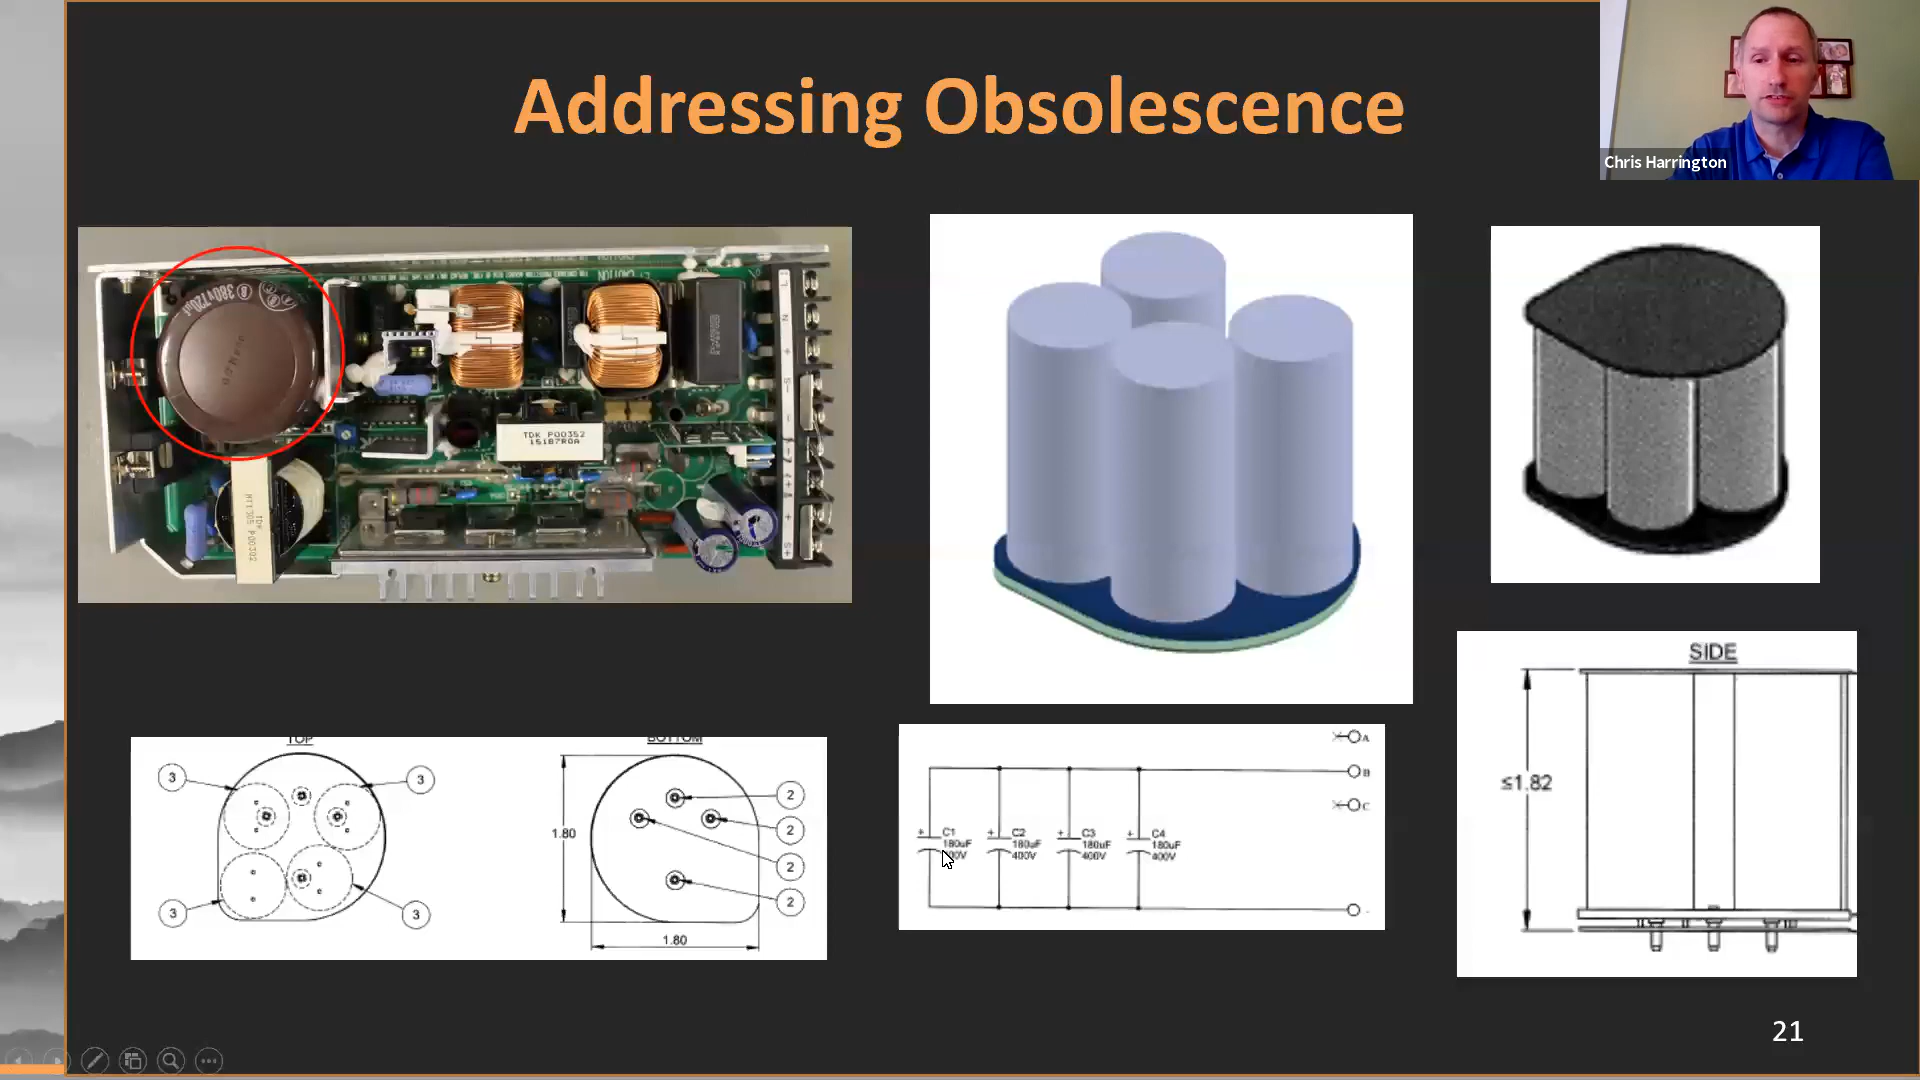 Addressing Obsolescence
Chris Harrington
TDK P00352
15187R0A
TOP
3
3
3
3
BOTTOM
1.80
2
2
2
2
1.80
A
B
C
+ C1
180uF
+ C2
180uF
400V
+ C3
180uF
400V
+ C4
180uF
400V
SIDE
≤1.82
21